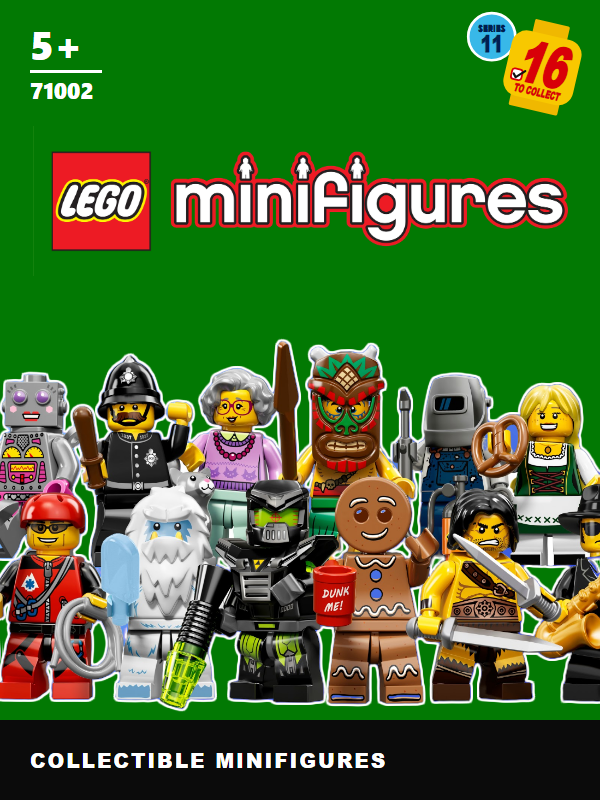 5+
71002
SERIES
11
16
TO COLLECT
LEGO
minifigures
DUNK
ME!
COLLECTIBLE MINIFIGURES